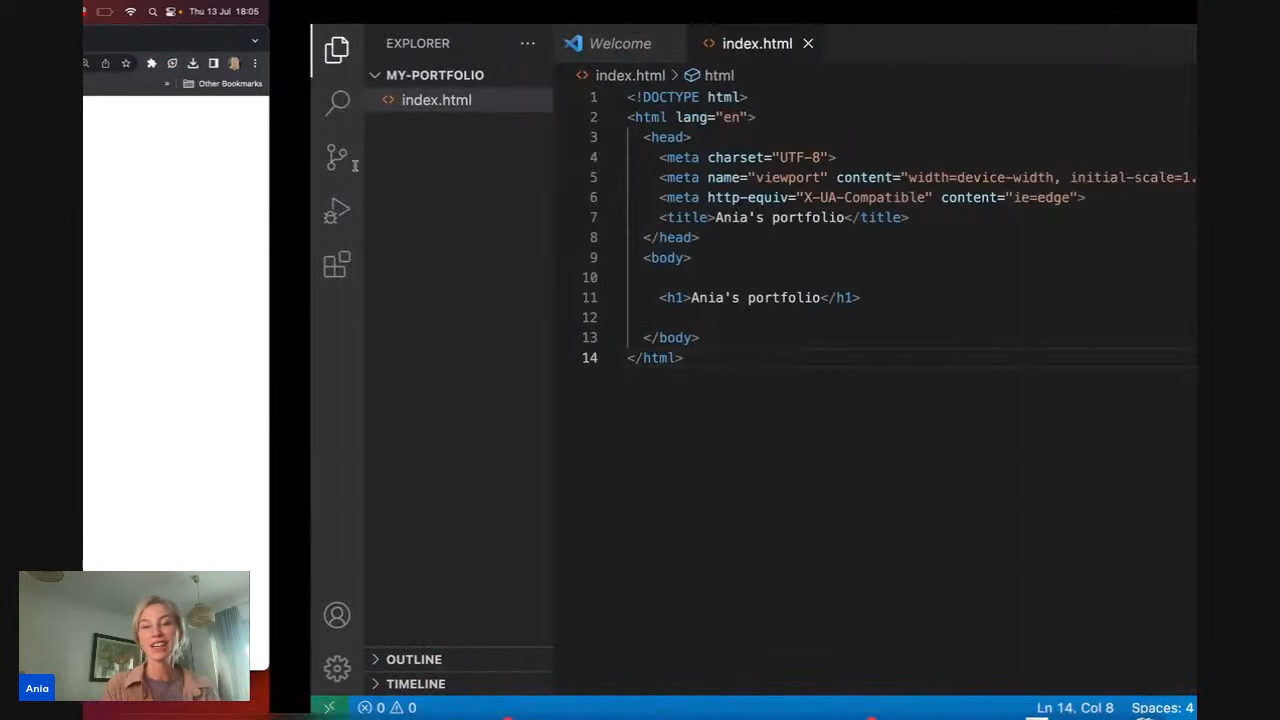 Thu 13 Jul 18:05
Other Bookmarks
EXPLORER
MY-PORTFOLIO
index.html
OUTLINE
TIMELINE
Welcome
index.html
index.html > html
1 <!DOCTYPE html>
2 <html lang="en">
3 <head>
4 <meta charset="UTF-8">
5 <meta name="viewport" content="width=device-width, initial-scale=1.
6 <meta http-equiv="X-UA-Compatible" content="ie=edge">
7 <title>Ania's portfolio</title>
8 </head>
9 <body>
10
11 <h1>Ania's portfolio</h1>
12
13 </body>
14 </html>
Ania
0 0
Ln 14, Col 8 Spaces: 4